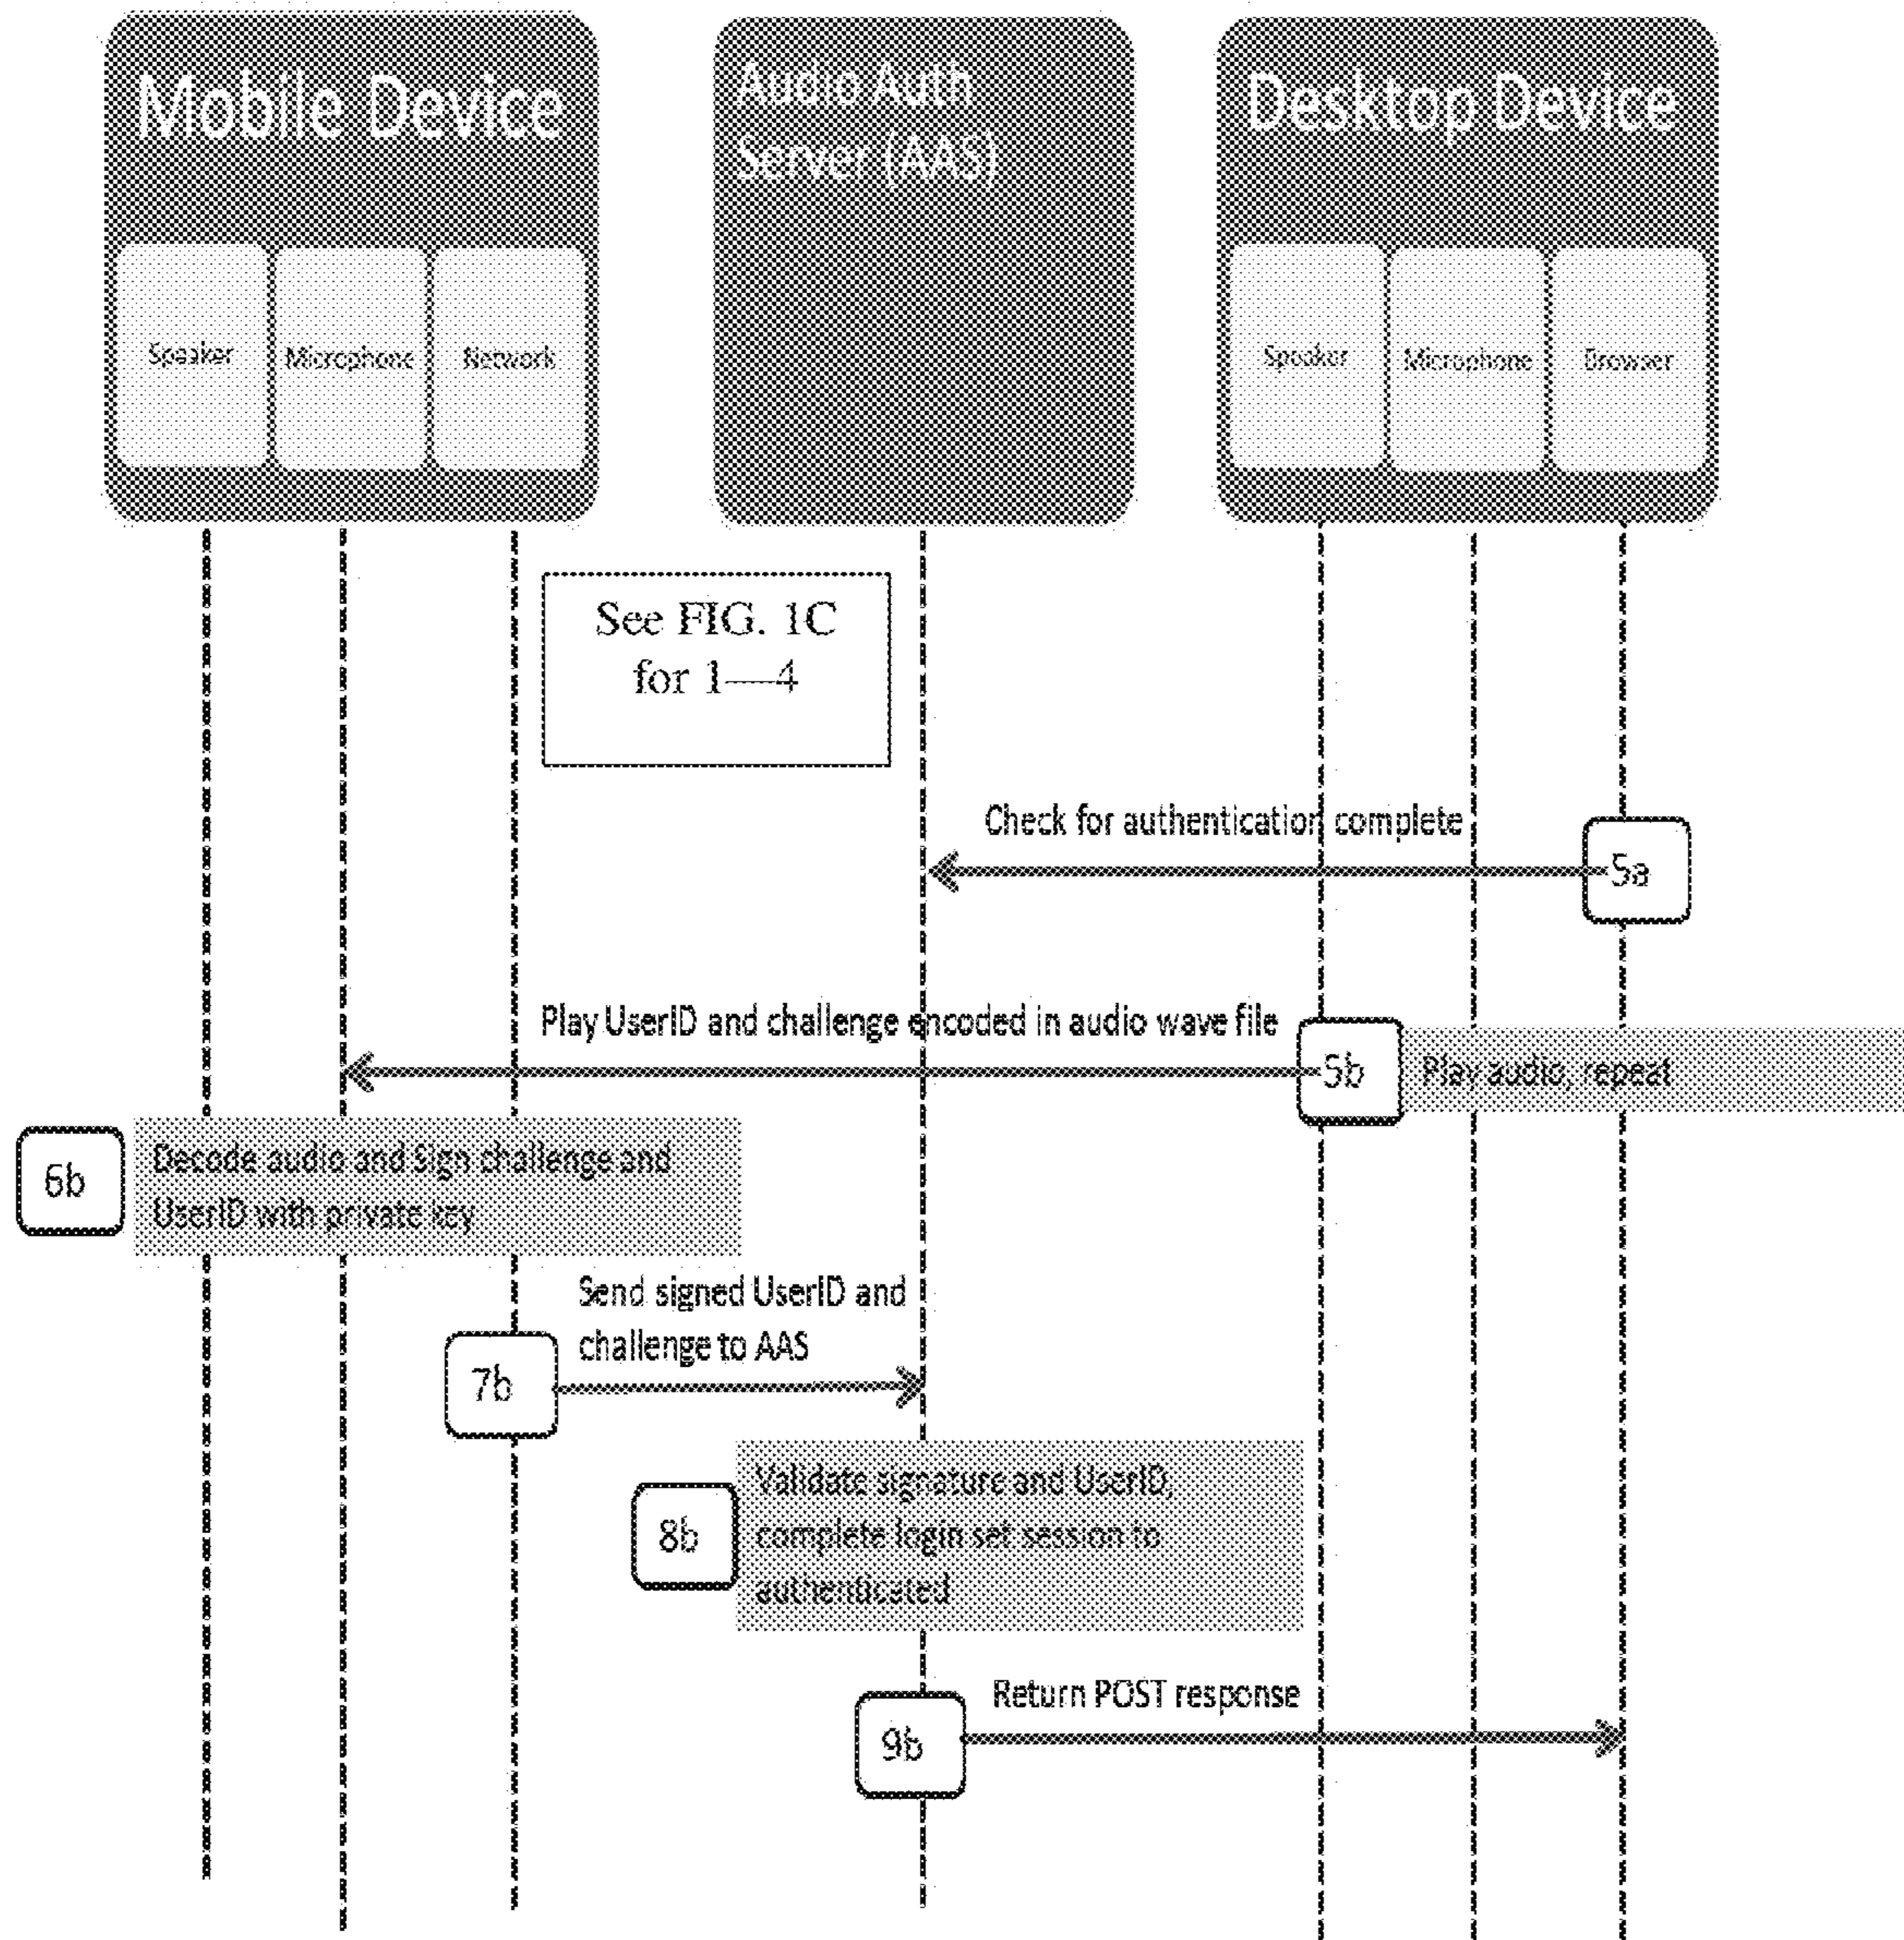 Mobile Device
Audio Auth
Server (AAS)
Desktop Device
Speaker
Microphone
Network
Speaker
Microphone
Browser
See FIG. 1C
for 1—4
Check for authentication complete
5a
Play UserID and challenge encoded in audio wave file
5b
Play audio, repeat
6b
Decode audio and Sign challenge and
UserID with private key
Send signed UserID and
challenge to AAS
7b
8b
Validate signature and UserID,
complete login set session to
authenticated
Return POST response
9b